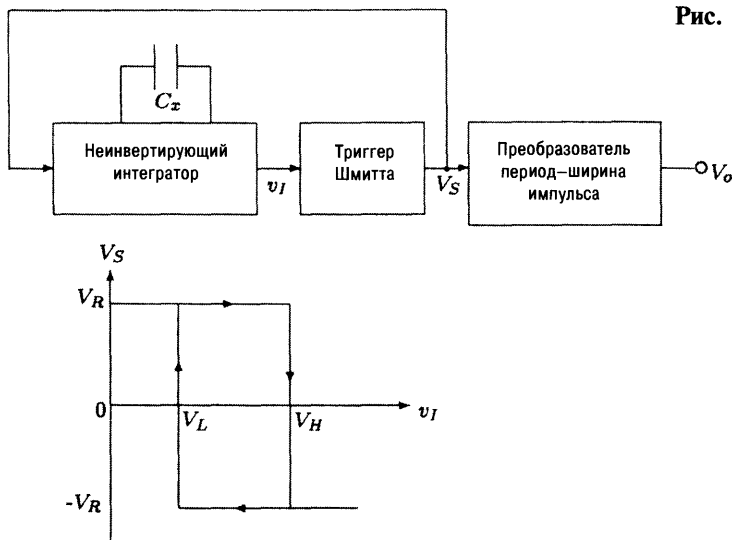 Рис.
C_x
Неинвертирующий
интегратор
v_I
Триггер
Шмитта
V_S
Преобразователь
период–ширина
импульса
V_o
V_S
V_R
0
V_L
V_H
v_I
-V_R